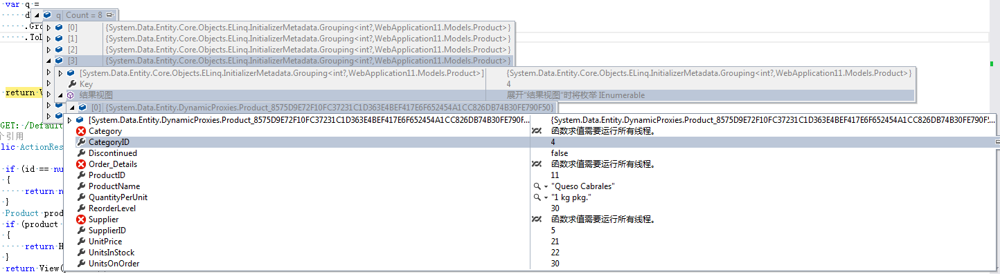 var q =
d q Count = 8
.Gro [0] {System.Data.Entity.Core.Objects.ELinq.InitializerMetadata.Grouping<int?,WebApplication11.Models.Product>}
.ToL [1] {System.Data.Entity.Core.Objects.ELinq.InitializerMetadata.Grouping<int?,WebApplication11.Models.Product>}
[2] {System.Data.Entity.Core.Objects.ELinq.InitializerMetadata.Grouping<int?,WebApplication11.Models.Product>}
[3] {System.Data.Entity.Core.Objects.ELinq.InitializerMetadata.Grouping<int?,WebApplication11.Models.Product>}
[System.Data.Entity.Core.Objects.ELinq.InitializerMetadata.Grouping<int?,WebApplication11.Models.Product>] {System.Data.Entity.Core.Objects.ELinq.InitializerMetadata.Grouping<int?,WebApplication11.Models.Product>}
Key 4
return V 结果视图 展开"结果视图"时将枚举 IEnumerable
[0] {System.Data.Entity.DynamicProxies.Product_8575D9E72F10FC37231C1D363E4BEF417E6F652454A1CC826DB74B30FE790F50}
[System.Data.Entity.DynamicProxies.Product_8575D9E72F10FC37231C1D363E4BEF417E6F652454A1CC826DB74B30FE790F... {System.Data.Entity.DynamicProxies.Product_8575D9E72F10FC37231C1D363E4BEF417E6F652454A1CC826DB74B30FE790F5...
GET: /Default Category 函数求值需要运行所有线程。
个引用 CategoryID 4
lic ActionRes Discontinued false
if (id == nu Order_Details 函数求值需要运行所有线程。
{ ProductID 11
return n ProductName "Queso Cabrales"
} QuantityPerUnit "1 kg pkg."
Product prod ReorderLevel 30
if (product Supplier 函数求值需要运行所有线程。
{ SupplierID 5
return H UnitPrice 21
} UnitsInStock 22
return View( UnitsOnOrder 30